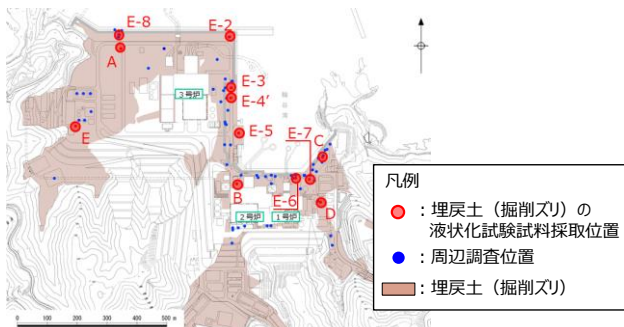 E-8
E-2
A
E-3
3号炉
E-4’
E
E-5
E-7
C
B
E-6
D
2号炉
1号炉
凡例
：埋戻土（掘削ズリ）の
液状化試験試料採取位置
：周辺調査位置
：埋戻土（掘削ズリ）
0 100 200 300 400 500 m